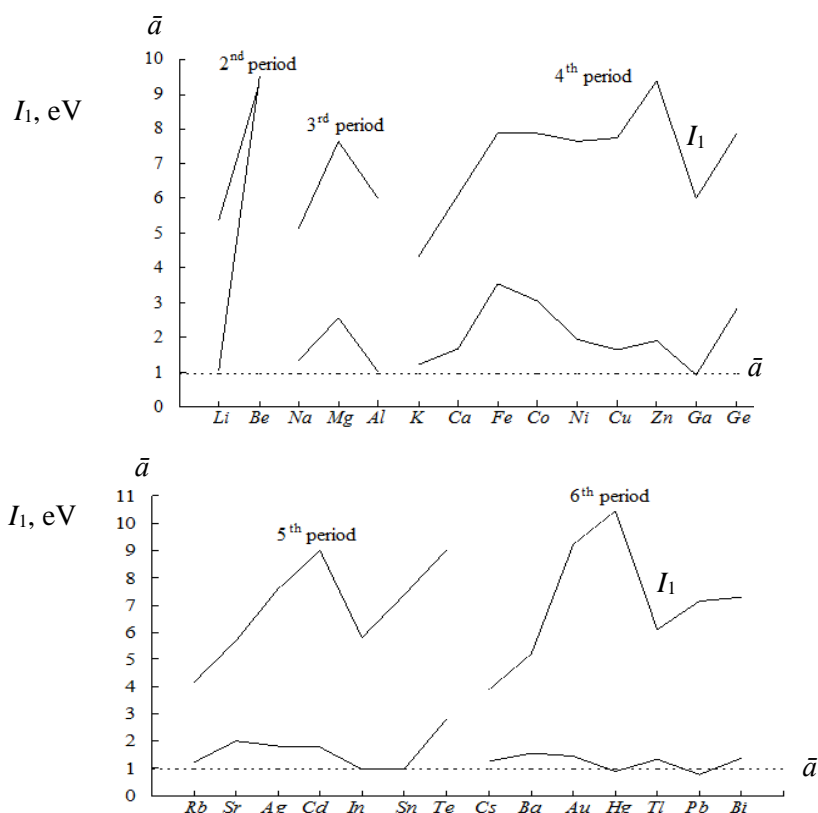 ā
I₁, eV
2nd period
3rd period
4th period
I₁
ā
10
9
8
7
6
5
4
3
2
1
0
Li Be Na Mg Al K Ca Fe Co Ni Cu Zn Ga Ge
ā
I₁, eV
5th period
6th period
I₁
ā
11
10
9
8
7
6
5
4
3
2
1
0
Rb Sr Ag Cd In Sn Te Cs Ba Au Hg Tl Pb Bi